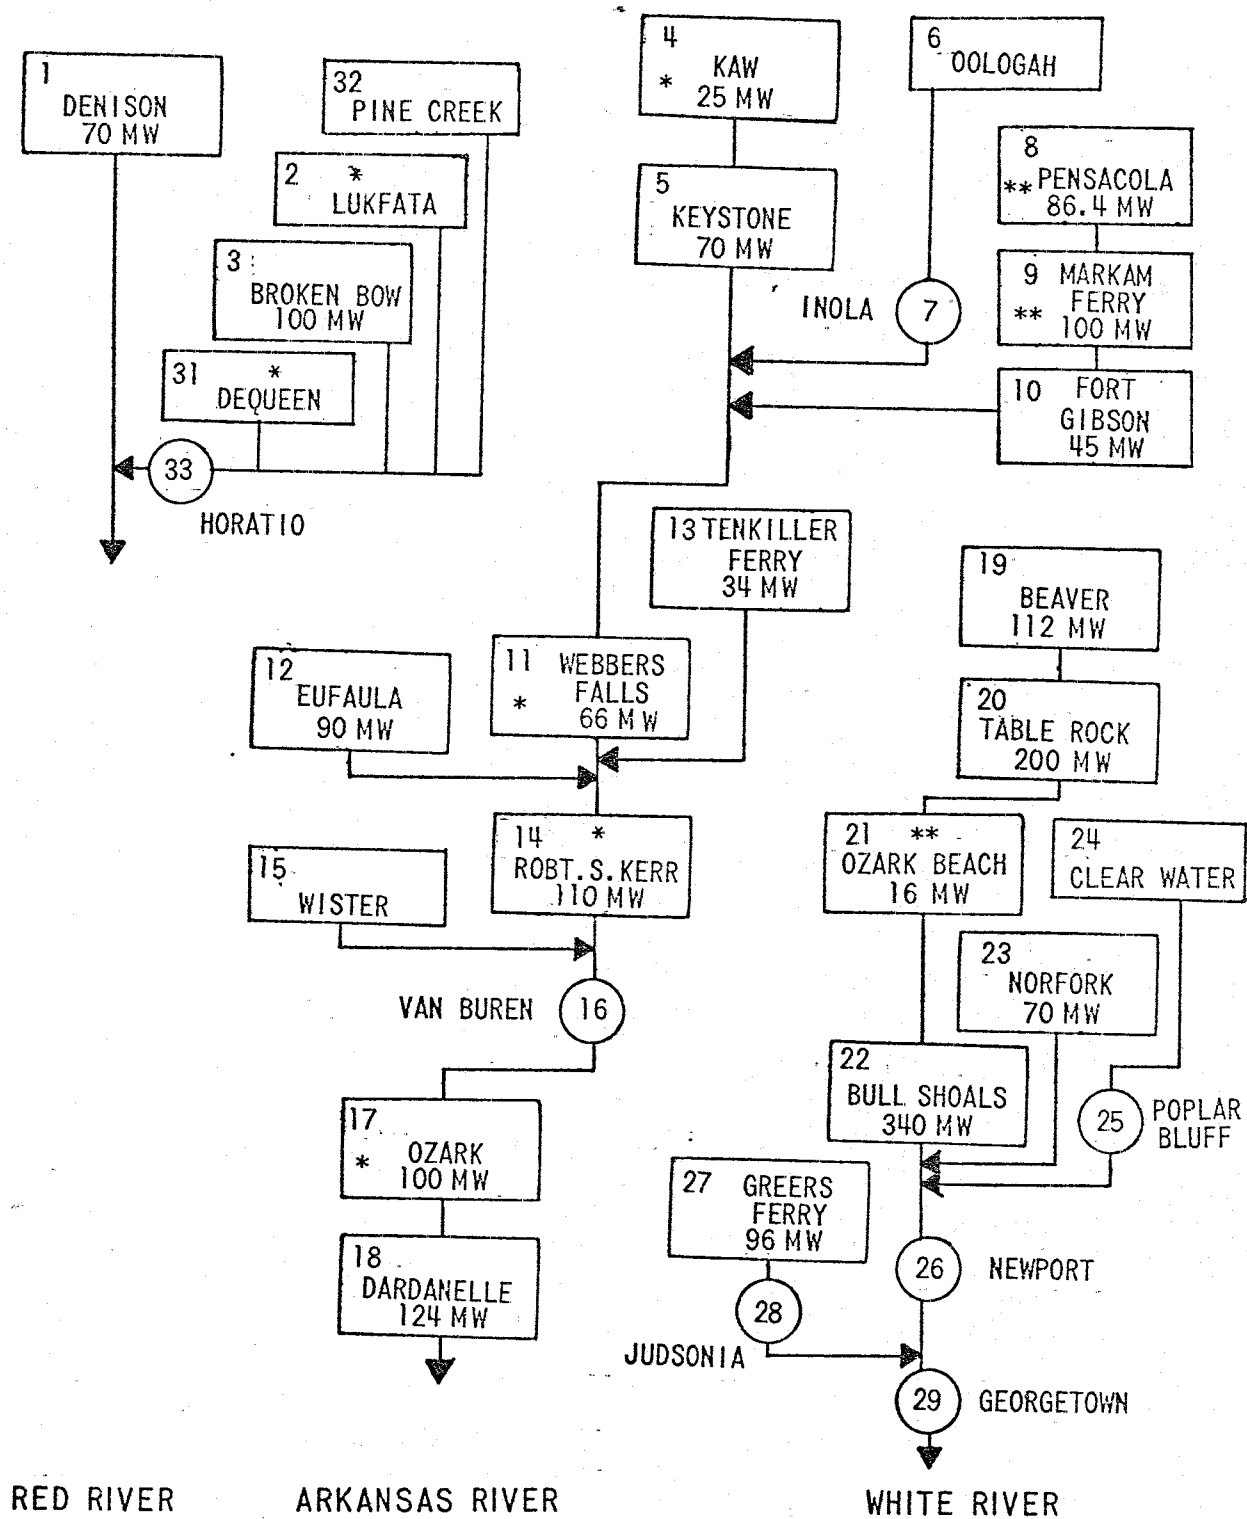 1
DENISON
70 MW
32
PINE CREEK
2 *
LUKFATA
3
BROKEN BOW
100 MW
31 *
DEQUEEN
33
HORATIO
4
KAW
* 25 MW
5
KEYSTONE
70 MW
6
OOLOGAH
INOLA 7
8
** PENSACOLA
86.4 MW
9 MARKAM
FERRY
** 100 MW
10 FORT
GIBSON
45 MW
13 TENKILLER
FERRY
34 MW
11 WEBBERS
FALLS
* 66 MW
12
EUFAULA
90 MW
14 *
ROBT. S. KERR
110 MW
15
WISTER
VAN BUREN 16
17
OZARK
* 100 MW
18
DARDANELLE
124 MW
19
BEAVER
112 MW
20
TABLE ROCK
200 MW
21 **
OZARK BEACH
16 MW
24
CLEAR WATER
23
NORFORK
70 MW
22
BULL SHOALS
340 MW
25 POPLAR
BLUFF
27 GREERS
FERRY
96 MW
26 NEWPORT
28
JUDSONIA
29 GEORGETOWN
RED RIVER
ARKANSAS RIVER
WHITE RIVER